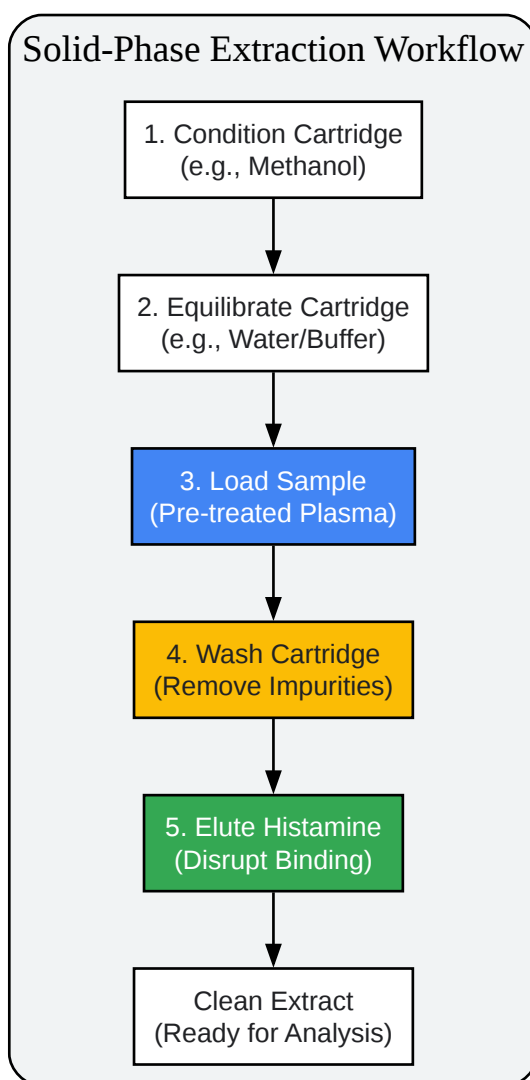 Solid-Phase Extraction Workflow
1. Condition Cartridge
(e.g., Methanol)
2. Equilibrate Cartridge
(e.g., Water/Buffer)
3. Load Sample
(Pre-treated Plasma)
4. Wash Cartridge
(Remove Impurities)
5. Elute Histamine
(Disrupt Binding)
Clean Extract
(Ready for Analysis)